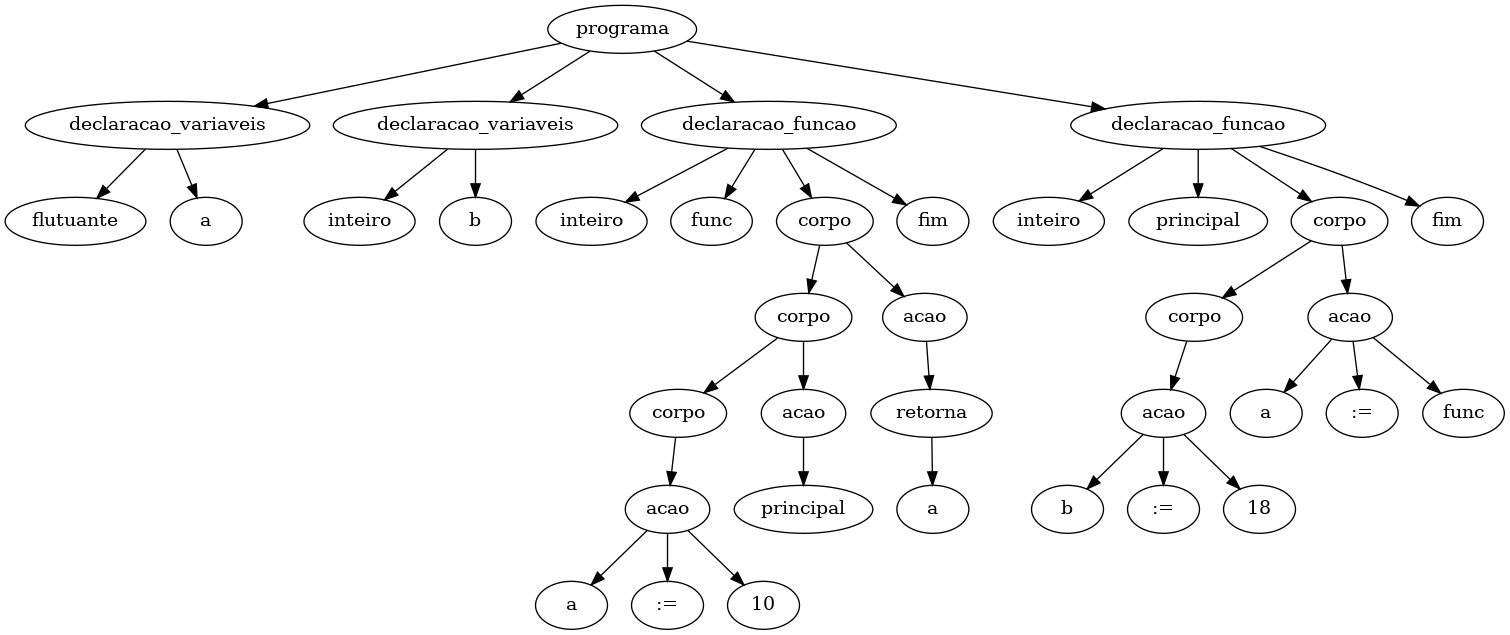 programa
declaracao_variaveis declaracao_variaveis declaracao_funcao declaracao_funcao
flutuante a inteiro b inteiro func corpo fim inteiro principal corpo fim
corpo acao corpo acao
corpo acao retorna acao a := func
acao principal a b := 18
a := 10